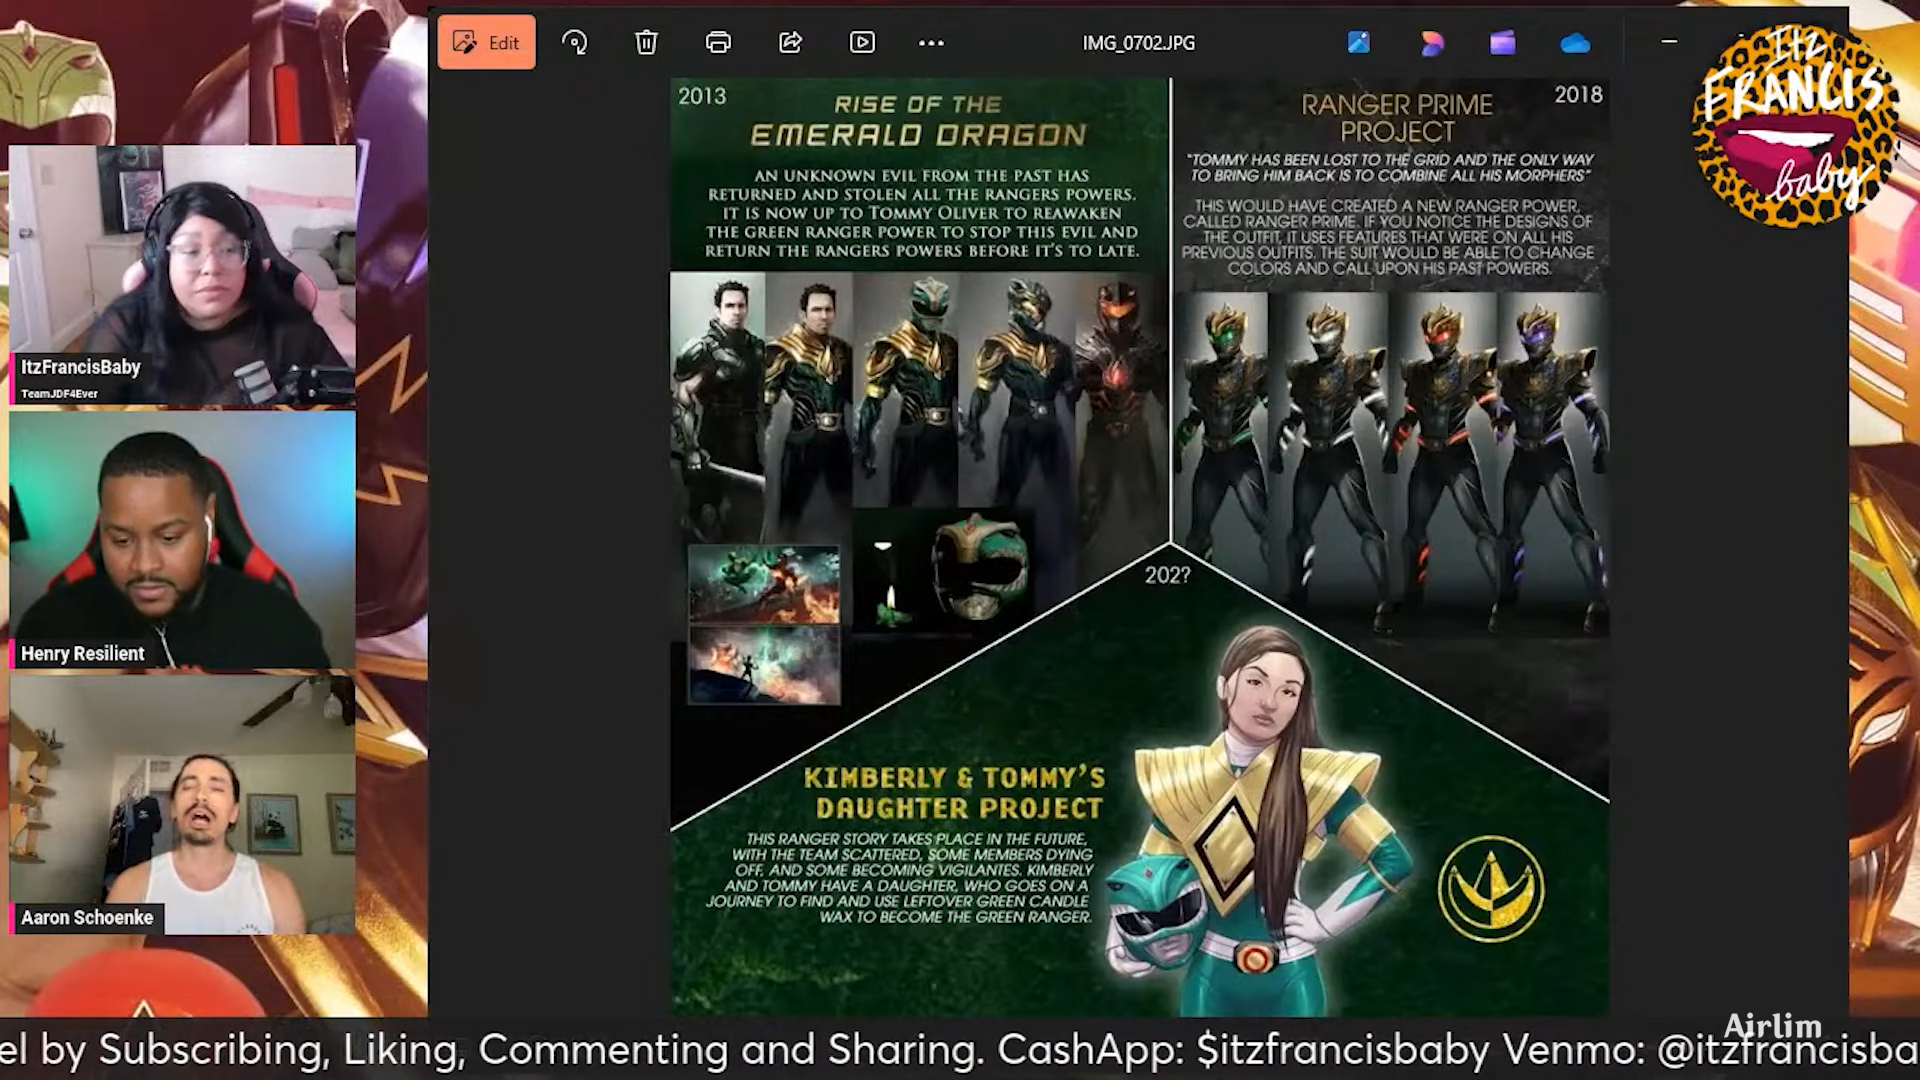 Edit
IMG_0702.JPG
Itz
FRANCIS
baby
2013
RISE OF THE
EMERALD DRAGON
AN UNKNOWN EVIL FROM THE PAST HAS
RETURNED AND STOLEN ALL THE RANGERS POWERS.
IT IS NOW UP TO TOMMY OLIVER TO REAWAKEN
THE GREEN RANGER POWER TO STOP THIS EVIL AND
RETURN THE RANGERS POWERS BEFORE IT'S TO LATE.
RANGER PRIME
PROJECT
2018
"TOMMY HAS BEEN LOST TO THE GRID AND THE ONLY WAY
TO BRING HIM BACK IS TO COMBINE ALL HIS MORPHERS"
THIS WOULD HAVE CREATED A NEW RANGER POWER,
CALLED RANGER PRIME. IF YOU NOTICE THE DESIGNS OF
THE OUTFIT, IT USES FEATURES THAT WERE ON ALL HIS
PREVIOUS OUTFITS. THE SUIT WOULD BE ABLE TO CHANGE
COLORS AND CALL UPON HIS PAST POWERS.
ItzFrancisBaby
TeamJDF4Ever
Henry Resilient
Aaron Schoenke
202?
KIMBERLY & TOMMY'S
DAUGHTER PROJECT
THIS RANGER STORY TAKES PLACE IN THE FUTURE,
WITH THE TEAM SCATTERED, SOME MEMBERS DYING
OFF, AND SOME BECOMING VIGILANTES. KIMBERLY
AND TOMMY HAVE A DAUGHTER, WHO GOES ON A
JOURNEY TO FIND AND USE LEFTOVER GREEN CANDLE
WAX TO BECOME THE GREEN RANGER.
Airlim
el by Subscribing, Liking, Commenting and Sharing. CashApp: $itzfrancisbaby Venmo: @itzfrancisba